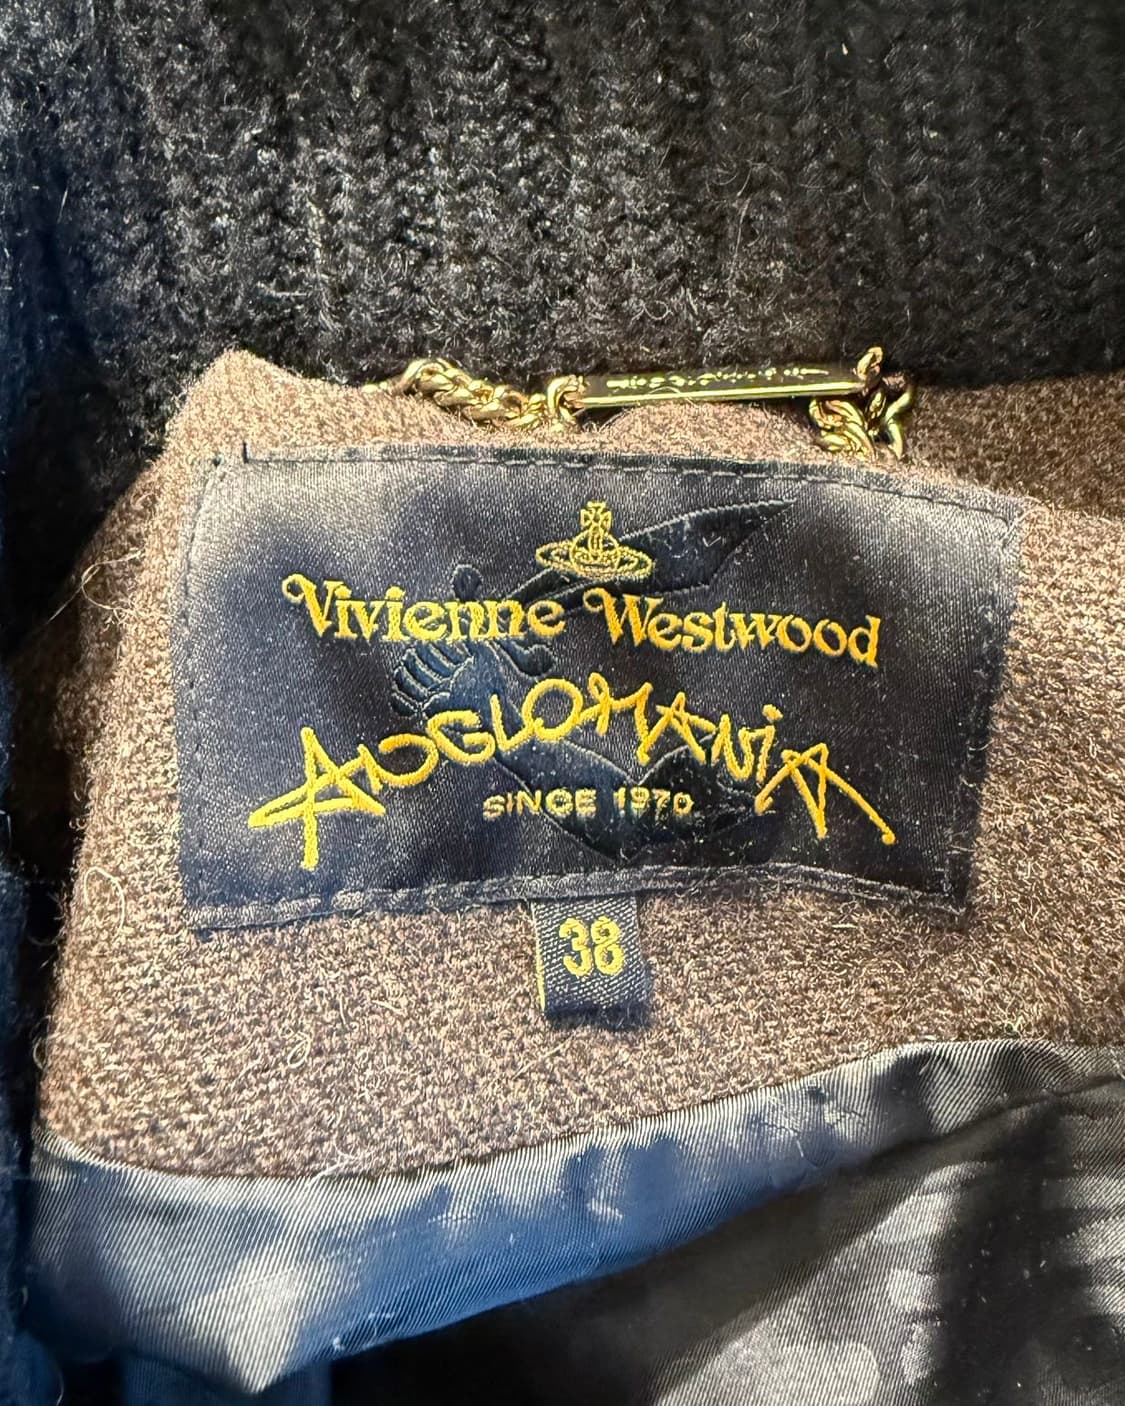 Vivienne Westwood
ANGLOMANiA
SINCE 1970
38